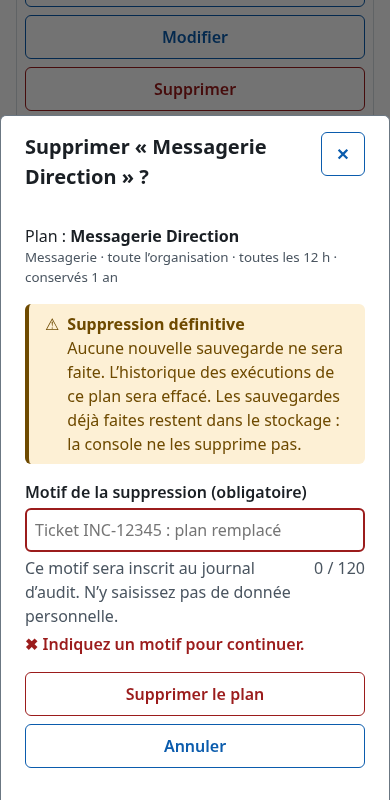 Modifier
Supprimer
Supprimer « Messagerie
Direction » ?
×
Plan : Messagerie Direction
Messagerie · toute l’organisation · toutes les 12 h ·
conservés 1 an
⚠ Suppression définitive
Aucune nouvelle sauvegarde ne sera
faite. L’historique des exécutions de
ce plan sera effacé. Les sauvegardes
déjà faites restent dans le stockage :
la console ne les supprime pas.
Motif de la suppression (obligatoire)
Ticket INC-12345 : plan remplacé
Ce motif sera inscrit au journal 0 / 120
d’audit. N’y saisissez pas de donnée
personnelle.
✖ Indiquez un motif pour continuer.
Supprimer le plan
Annuler